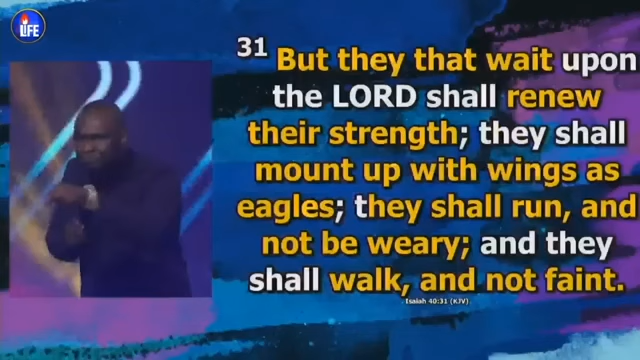 LIFE
31 But they that wait upon
the LORD shall renew
their strength; they shall
mount up with wings as
eagles; they shall run, and
not be weary; and they
shall walk, and not faint.
Isaiah 40:31 (KJV)